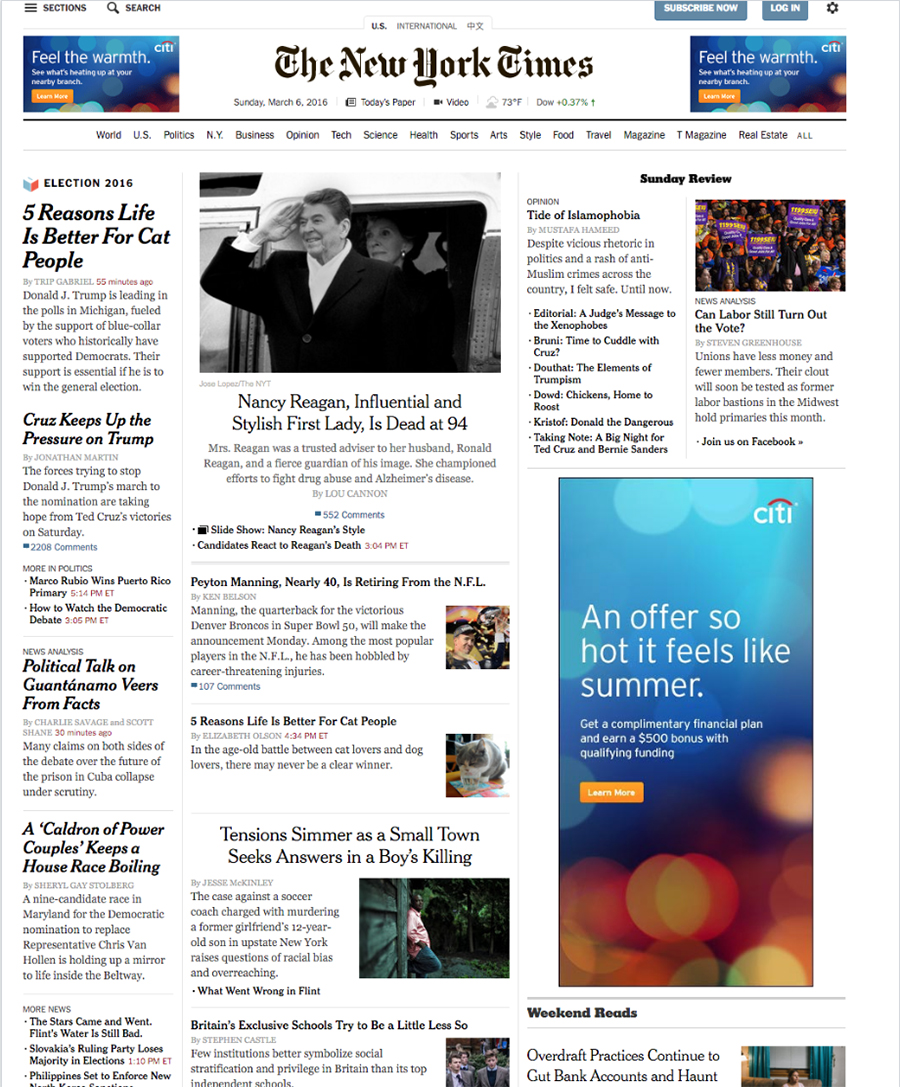 SECTIONS
SEARCH
SUBSCRIBE NOW
LOG IN
U.S.
INTERNATIONAL
中文
Feel the warmth.
citi
See what's heating up at your
nearby branch.
Learn More
The New York Times
Feel the warmth.
citi
See what's heating up at your
nearby branch.
Learn More
Sunday, March 6, 2016
Today's Paper
Video
73°F
Dow +0.37% ↑
World U.S. Politics N.Y. Business Opinion Tech Science Health Sports Arts Style Food Travel Magazine T Magazine Real Estate ALL
ELECTION 2016
5 Reasons Life
Is Better For Cat
People
By TRIP GABRIEL 55 minutes ago
Donald J. Trump is leading in
the polls in Michigan, fueled
by the support of blue-collar
voters who historically have
supported Democrats. Their
support is essential if he is to
win the general election.
Cruz Keeps Up the
Pressure on Trump
By JONATHAN MARTIN
The forces trying to stop
Donald J. Trump's march to
the nomination are taking
hope from Ted Cruz's victories
on Saturday.
2208 Comments
MORE IN POLITICS
· Marco Rubio Wins Puerto Rico
Primary 5:14 PM ET
· How to Watch the Democratic
Debate 3:05 PM ET
NEWS ANALYSIS
Political Talk on
Guantánamo Veers
From Facts
By CHARLIE SAVAGE and SCOTT
SHANE 30 minutes ago
Many claims on both sides of
the debate over the future of
the prison in Cuba collapse
under scrutiny.
A ‘Caldron of Power
Couples’ Keeps a
House Race Boiling
By SHERYL GAY STOLBERG
A nine-candidate race in
Maryland for the Democratic
nomination to replace
Representative Chris Van
Hollen is holding up a mirror
to life inside the Beltway.
MORE NEWS
· The Stars Came and Went.
Flint's Water Is Still Bad.
· Slovakia's Ruling Party Loses
Majority in Elections 1:10 PM ET
· Philippines Set to Enforce New
North Korea Sanctions
Jose Lopez/The NYT
Nancy Reagan, Influential and
Stylish First Lady, Is Dead at 94
Mrs. Reagan was a trusted adviser to her husband, Ronald
Reagan, and a fierce guardian of his image. She championed
efforts to fight drug abuse and Alzheimer's disease.
By LOU CANNON
552 Comments
· Slide Show: Nancy Reagan's Style
· Candidates React to Reagan's Death 3:04 PM ET
Peyton Manning, Nearly 40, Is Retiring From the N.F.L.
By KEN BELSON
Manning, the quarterback for the victorious
Denver Broncos in Super Bowl 50, will make the
announcement Monday. Among the most popular
players in the N.F.L., he has been hobbled by
career-threatening injuries.
107 Comments
5 Reasons Life Is Better For Cat People
By ELIZABETH OLSON 4:34 PM ET
In the age-old battle between cat lovers and dog
lovers, there may never be a clear winner.
Tensions Simmer as a Small Town
Seeks Answers in a Boy's Killing
By JESSE McKINLEY
The case against a soccer
coach charged with murdering
a former girlfriend's 12-year-
old son in upstate New York
raises questions of racial bias
and overreaching.
· What Went Wrong in Flint
Britain's Exclusive Schools Try to Be a Little Less So
By STEPHEN CASTLE
Few institutions better symbolize social
stratification and privilege in Britain than its top
independent schools.
Sunday Review
OPINION
Tide of Islamophobia
By MUSTAFA HAMEED
Despite vicious rhetoric in
politics and a rash of anti-
Muslim crimes across the
country, I felt safe. Until now.
· Editorial: A Judge's Message to
the Xenophobes
· Bruni: Time to Cuddle with
Cruz?
· Douthat: The Elements of
Trumpism
· Dowd: Chickens, Home to
Roost
· Kristof: Donald the Dangerous
· Taking Note: A Big Night for
Ted Cruz and Bernie Sanders
1199SEIU
1199SEIU
1199SEIU
NEWS ANALYSIS
Can Labor Still Turn Out
the Vote?
By STEVEN GREENHOUSE
Unions have less money and
fewer members. Their clout
will soon be tested as former
labor bastions in the Midwest
hold primaries this month.
· Join us on Facebook »
citi
An offer so
hot it feels like
summer.
Get a complimentary financial plan
and earn a $500 bonus with
qualifying funding
Learn More
Weekend Reads
Overdraft Practices Continue to
Gut Bank Accounts and Haunt